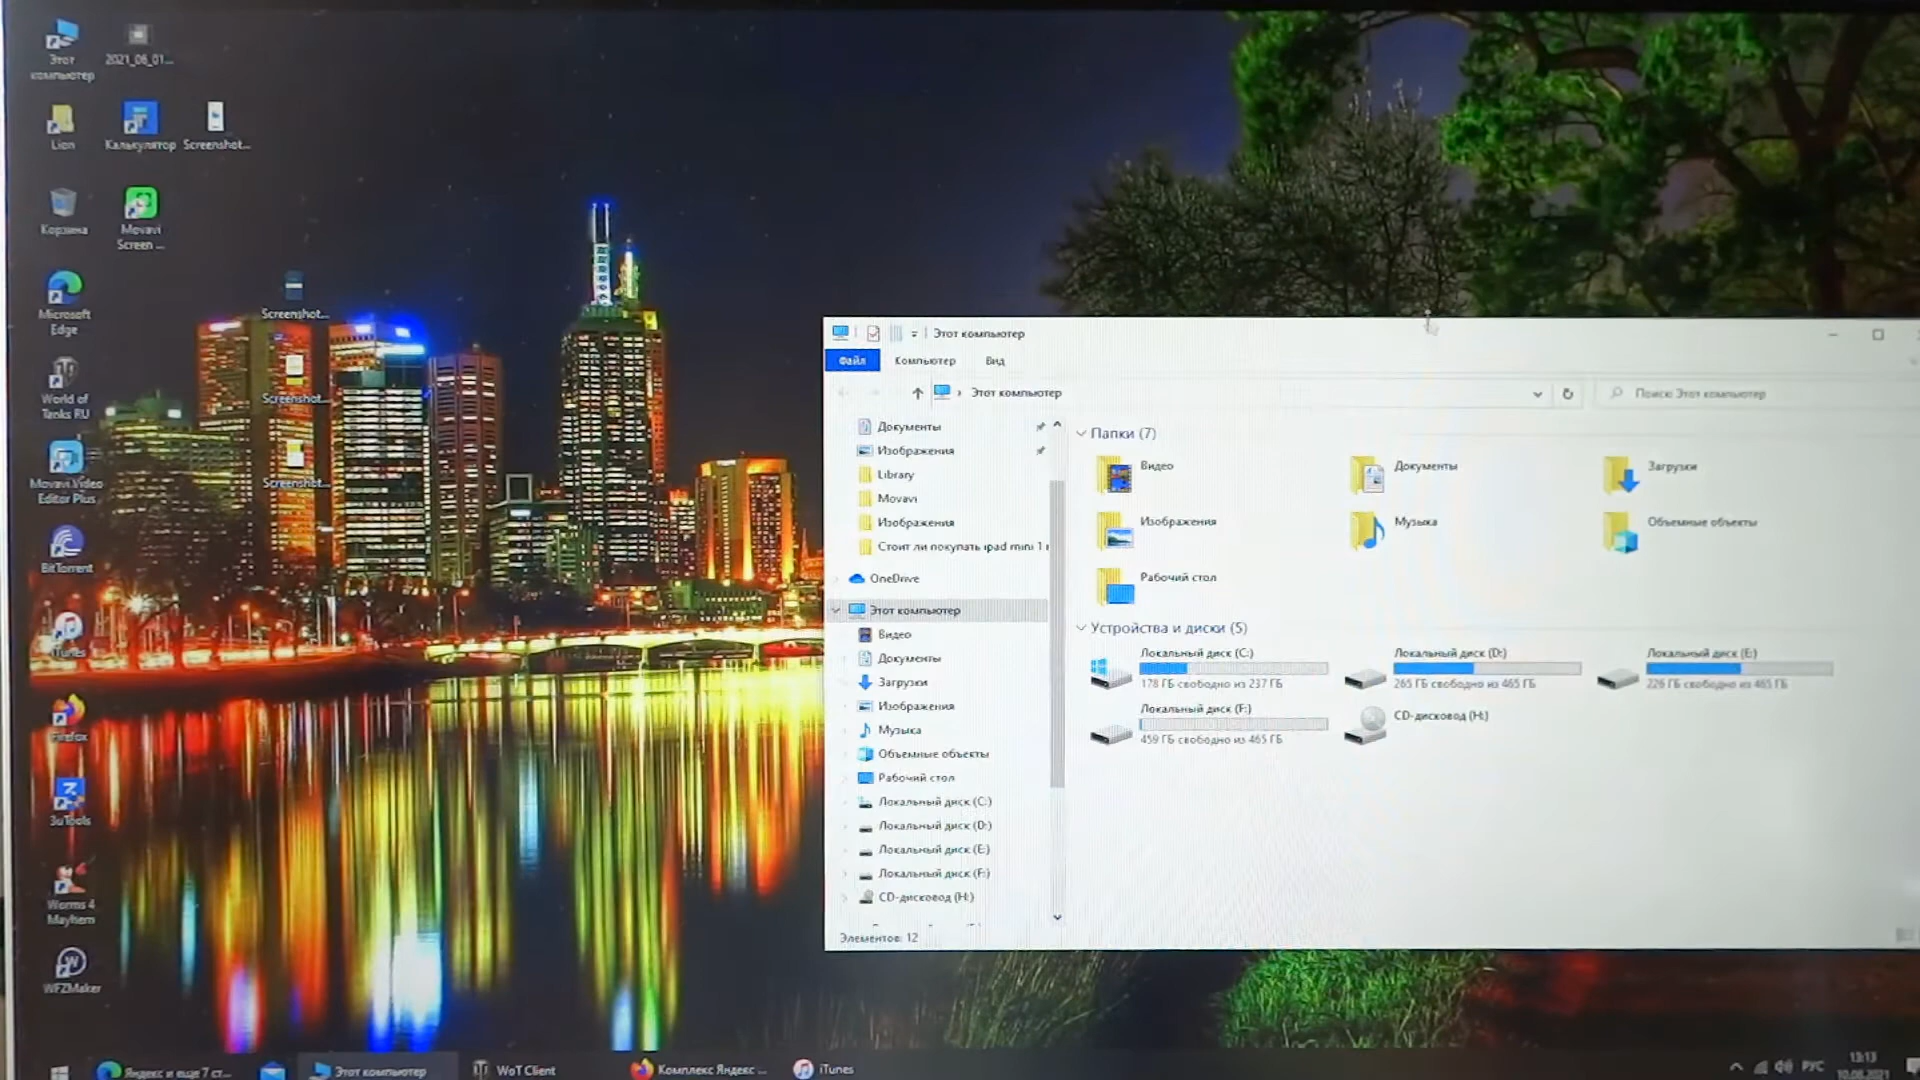 Этот
компьютер
2021_06_01...
Lion
Калькулятор
Screenshot...
Корзина
Movavi
Screen ...
Microsoft
Edge
Screenshot...
World of
Tanks RU
Screenshot...
Movavi Video
Editor Plus
Screenshot...
BitTorrent
iTunes
Firefox
3uTools
Worms 4
Mayhem
WFZMaker
Этот компьютер
Файл
Компьютер
Вид
Этот компьютер
Поиск: Этот компьютер
Документы
Изображения
Library
Movavi
Изображения
Стоит ли покупать ipad mini 1
OneDrive
Этот компьютер
Видео
Документы
Загрузки
Изображения
Музыка
Объемные объекты
Рабочий стол
Локальный диск (C:)
Локальный диск (D:)
Локальный диск (E:)
Локальный диск (F:)
CD-дисковод (H:)
Папки (7)
Видео
Документы
Загрузки
Изображения
Музыка
Объемные объекты
Рабочий стол
Устройства и диски (5)
Локальный диск (C:)
178 ГБ свободно из 237 ГБ
Локальный диск (D:)
265 ГБ свободно из 465 ГБ
Локальный диск (E:)
226 ГБ свободно из 465 ГБ
Локальный диск (F:)
459 ГБ свободно из 465 ГБ
CD-дисковод (H:)
Элементов: 12
Яндекс и еще 7 ст...
Этот компьютер
WoT Client
Комплекс Яндекс ...
iTunes
РУС
13:13
10.06.2021